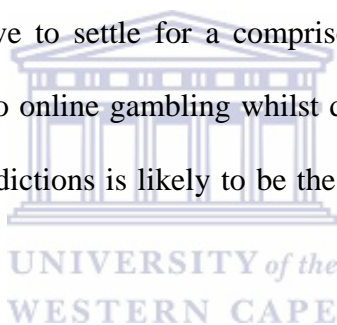 ve to settle for a comprise
o online gambling whilst
dictions is likely to be the
UNIVERSITY of the
WESTERN CAPE